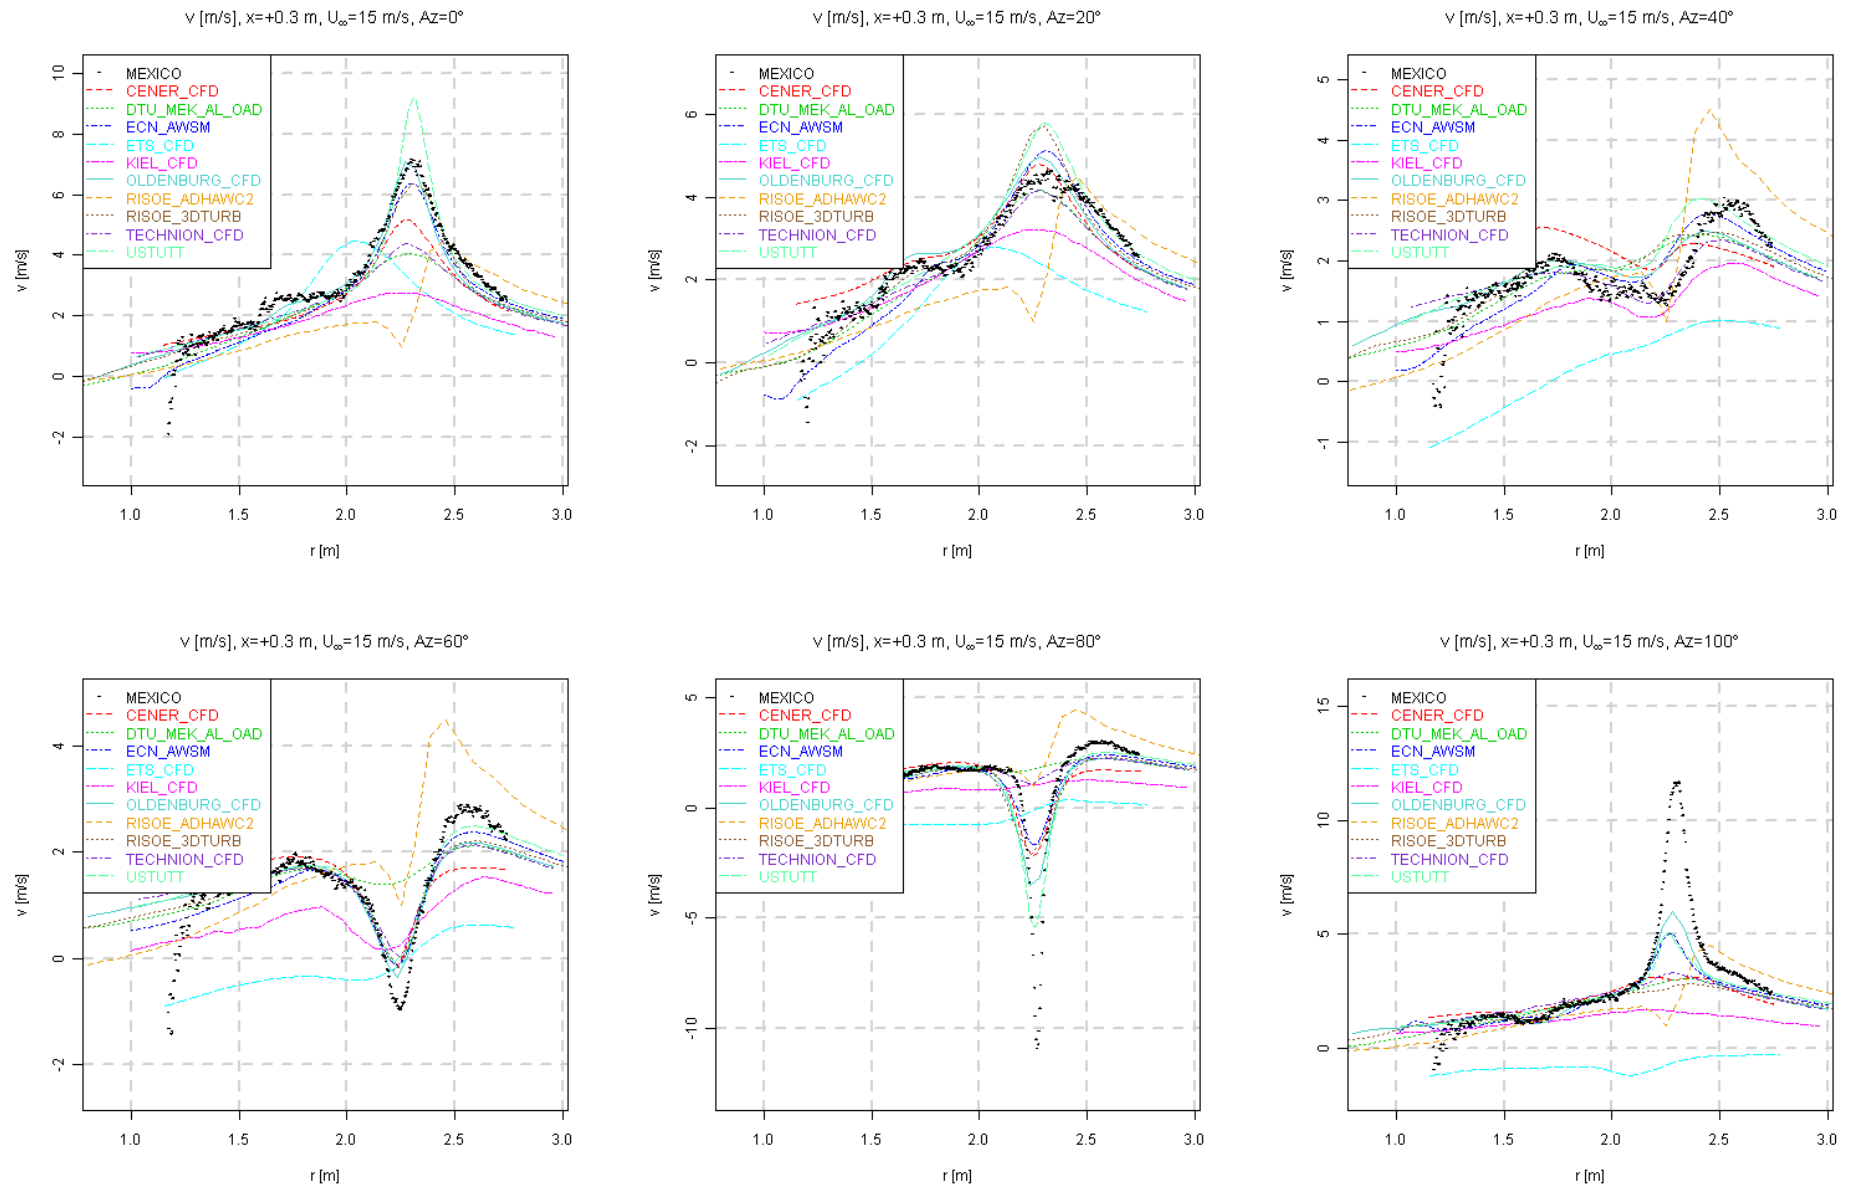 v [m/s], x=+0.3 m, U∞=15 m/s, Az=0°
v [m/s]
10
8
6
4
2
0
-2
MEXICO
CENER_CFD
DTU_MEK_AL_OAD
ECN_AWSM
ETS_CFD
KIEL_CFD
OLDENBURG_CFD
RISOE_ADHAWC2
RISOE_3DTURB
TECHNION_CFD
USTUTT
1.0 1.5 2.0 2.5 3.0
r [m]
v [m/s], x=+0.3 m, U∞=15 m/s, Az=20°
v [m/s]
6
4
2
0
-2
MEXICO
CENER_CFD
DTU_MEK_AL_OAD
ECN_AWSM
ETS_CFD
KIEL_CFD
OLDENBURG_CFD
RISOE_ADHAWC2
RISOE_3DTURB
TECHNION_CFD
USTUTT
1.0 1.5 2.0 2.5 3.0
r [m]
v [m/s], x=+0.3 m, U∞=15 m/s, Az=40°
v [m/s]
5
4
3
2
1
0
-1
MEXICO
CENER_CFD
DTU_MEK_AL_OAD
ECN_AWSM
ETS_CFD
KIEL_CFD
OLDENBURG_CFD
RISOE_ADHAWC2
RISOE_3DTURB
TECHNION_CFD
USTUTT
1.0 1.5 2.0 2.5 3.0
r [m]
v [m/s], x=+0.3 m, U∞=15 m/s, Az=60°
v [m/s]
4
2
0
-2
MEXICO
CENER_CFD
DTU_MEK_AL_OAD
ECN_AWSM
ETS_CFD
KIEL_CFD
OLDENBURG_CFD
RISOE_ADHAWC2
RISOE_3DTURB
TECHNION_CFD
USTUTT
1.0 1.5 2.0 2.5 3.0
r [m]
v [m/s], x=+0.3 m, U∞=15 m/s, Az=80°
v [m/s]
5
0
-5
-10
MEXICO
CENER_CFD
DTU_MEK_AL_OAD
ECN_AWSM
ETS_CFD
KIEL_CFD
OLDENBURG_CFD
RISOE_ADHAWC2
RISOE_3DTURB
TECHNION_CFD
USTUTT
1.0 1.5 2.0 2.5 3.0
r [m]
v [m/s], x=+0.3 m, U∞=15 m/s, Az=100°
v [m/s]
15
10
5
0
MEXICO
CENER_CFD
DTU_MEK_AL_OAD
ECN_AWSM
ETS_CFD
KIEL_CFD
OLDENBURG_CFD
RISOE_ADHAWC2
RISOE_3DTURB
TECHNION_CFD
USTUTT
1.0 1.5 2.0 2.5 3.0
r [m]